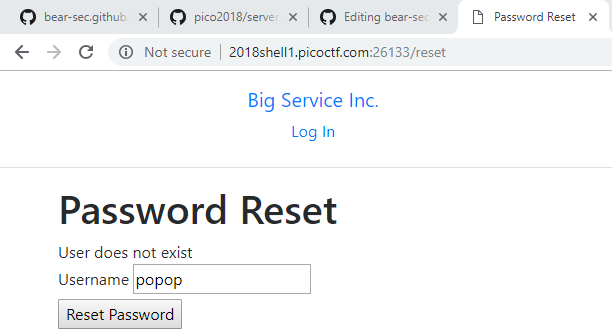 bear-sec.github.
pico2018/server
Editing bear-sec
Password Reset
Not secure | 2018shell1.picoctf.com:26133/reset
Big Service Inc.
Log In
Password Reset
User does not exist
Username popop
Reset Password